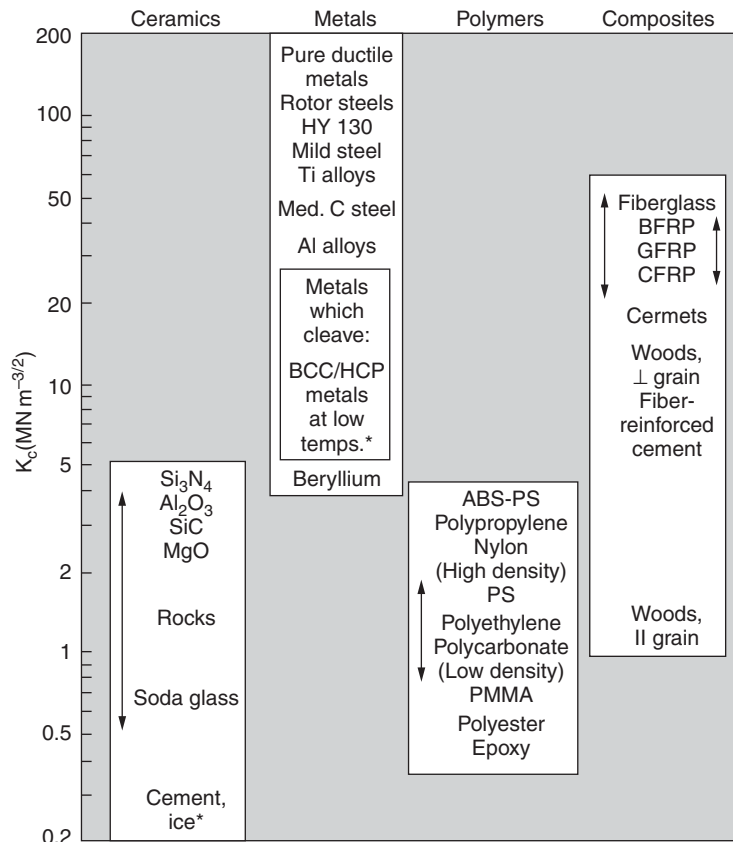 Ceramics Metals Polymers Composites
K_c(MN m^–3/2)
200
100
50
20
10
5
2
1
0.5
0.2
Si₃N₄
Al₂O₃
SiC
MgO
Rocks
Soda glass
Cement,
ice*
Pure ductile
metals
Rotor steels
HY 130
Mild steel
Ti alloys
Med. C steel
Al alloys
Metals
which
cleave:
BCC/HCP
metals
at low
temps.*
Beryllium
ABS-PS
Polypropylene
Nylon
(High density)
PS
Polyethylene
Polycarbonate
(Low density)
PMMA
Polyester
Epoxy
Fiberglass
BFRP
GFRP
CFRP
Cermets
Woods,
⊥ grain
Fiber-
reinforced
cement
Woods,
II grain